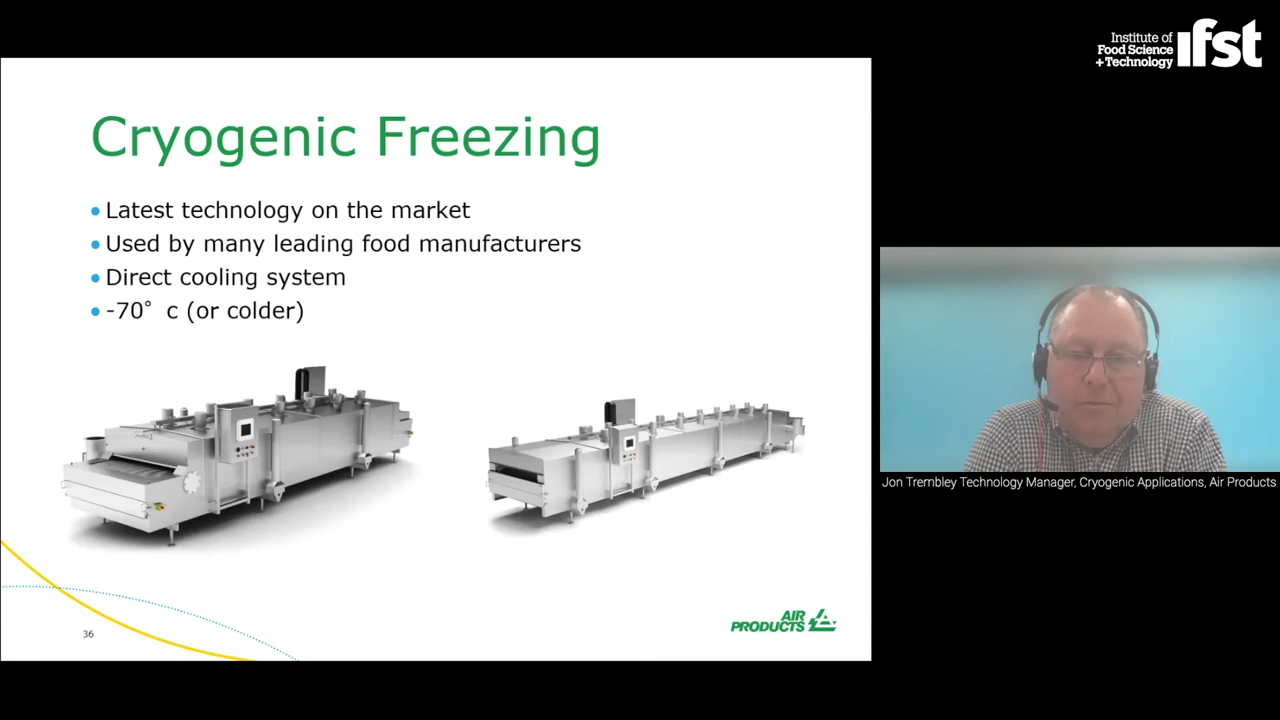 Institute of
Food Science
+Technology
ifst
Cryogenic Freezing
•Latest technology on the market
•Used by many leading food manufacturers
•Direct cooling system
•-70° c (or colder)
Jon Trembley Technology Manager, Cryogenic Applications, Air Products
36
AIR
PRODUCTS